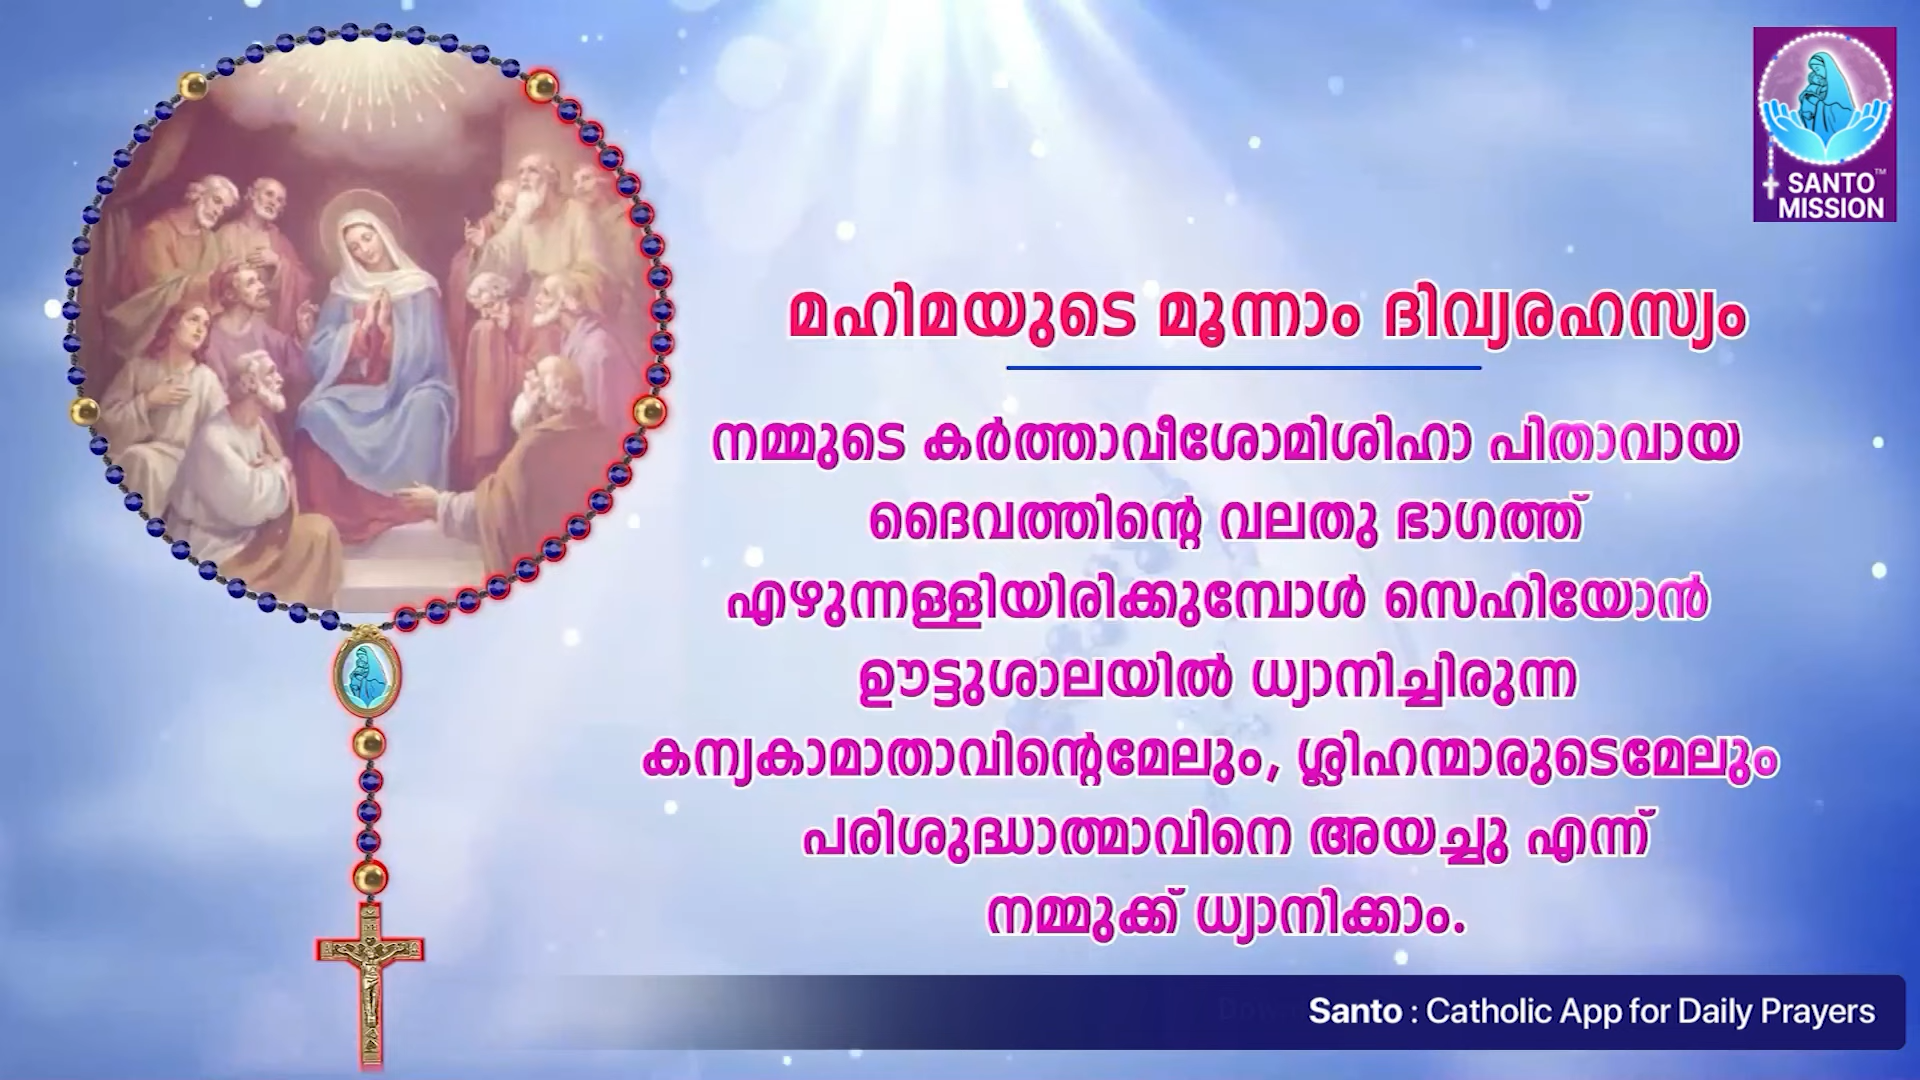 SANTO™
MISSION
മഹിമയുടെ മൂന്നാം ദിവ്യരഹസ്യം
നമ്മുടെ കർത്താവീശോമിശിഹാ പിതാവായ
ദൈവത്തിന്റെ വലതു ഭാഗത്ത്
എഴുന്നള്ളിയിരിക്കുമ്പോൾ സെഹിയോൻ
ഊട്ടുശാലയിൽ ധ്യാനിച്ചിരുന്ന
കന്യകാമാതാവിന്റെമേലും, ശ്ലിഹന്മാരുടെമേലും
പരിശുദ്ധാത്മാവിനെ അയച്ചു എന്ന്
നമ്മുക്ക് ധ്യാനിക്കാം.
Santo : Catholic App for Daily Prayers